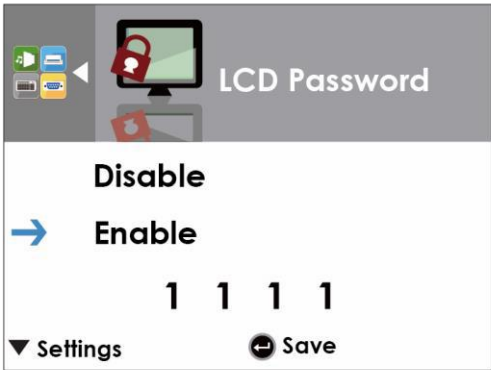 LCD Password
Disable
Enable
1 1 1 1
Settings
Save